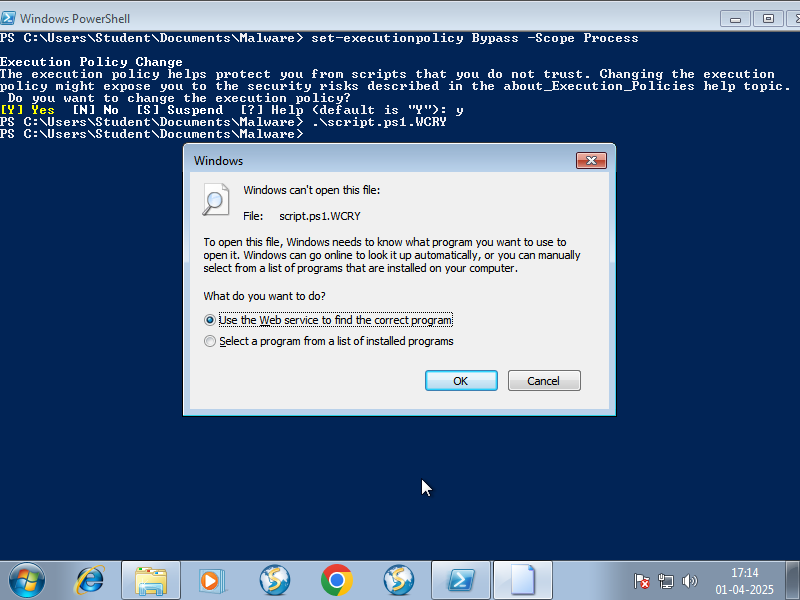 Windows PowerShell
PS C:\Users\Student\Documents\Malware> set-executionpolicy Bypass -Scope Process
Execution Policy Change
The execution policy helps protect you from scripts that you do not trust. Changing the execution
policy might expose you to the security risks described in the about_Execution_Policies help topic.
Do you want to change the execution policy?
[Y] Yes  [N] No  [S] Suspend  [?] Help (default is "Y"): y
PS C:\Users\Student\Documents\Malware> .\script.ps1.WCRY
PS C:\Users\Student\Documents\Malware>
Windows
Windows can't open this file:
File: script.ps1.WCRY
To open this file, Windows needs to know what program you want to use to
open it. Windows can go online to look it up automatically, or you can manually
select from a list of programs that are installed on your computer.
What do you want to do?
Use the Web service to find the correct program
Select a program from a list of installed programs
OK
Cancel
17:14
01-04-2025